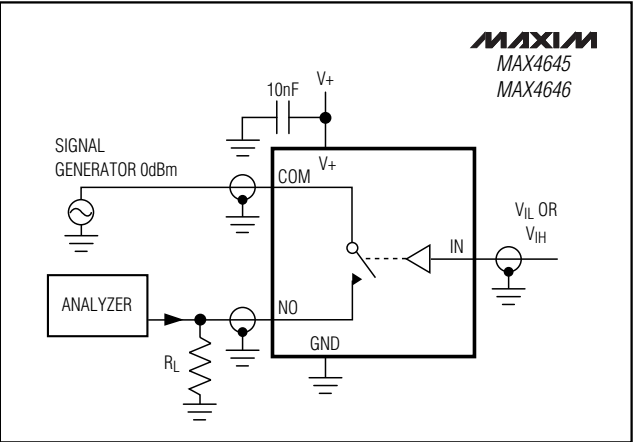 MAXIM
MAX4645
MAX4646
10nF
V+
V+
SIGNAL
GENERATOR 0dBm
COM
VIL OR
VIH
IN
ANALYZER
NO
GND
RL